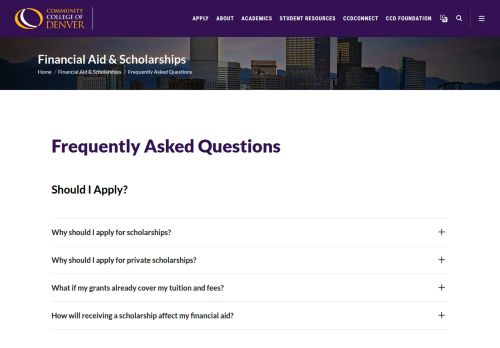 COMMUNITY
COLLEGE OF
DENVER
APPLY ABOUT ACADEMICS STUDENT RESOURCES CCDCONNECT CCD FOUNDATION
Financial Aid & Scholarships
Home / Financial Aid & Scholarships / Frequently Asked Questions
Frequently Asked Questions
Should I Apply?
Why should I apply for scholarships? +
Why should I apply for private scholarships? +
What if my grants already cover my tuition and fees? +
How will receiving a scholarship affect my financial aid? +